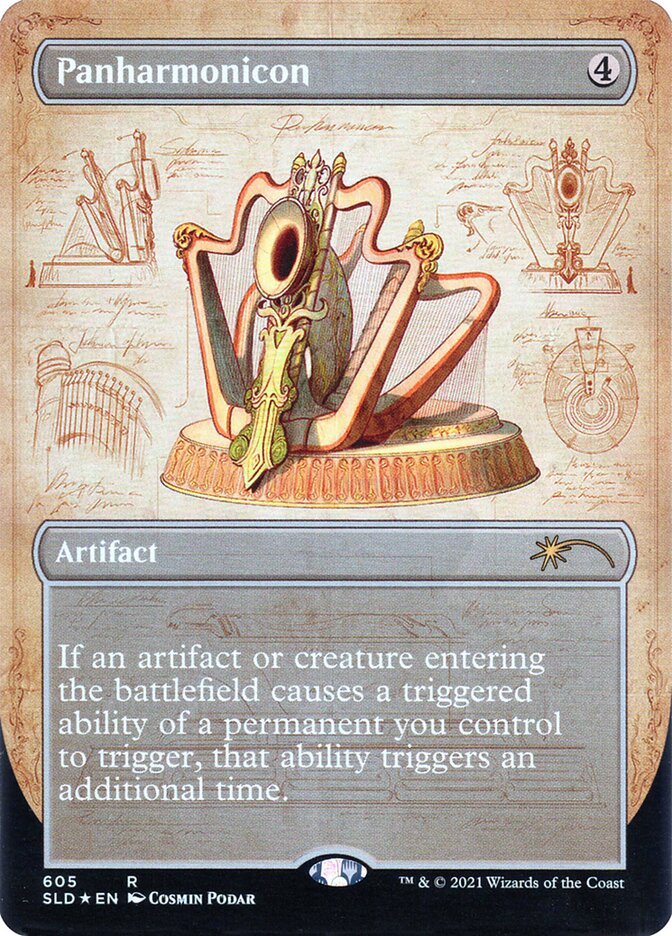 Panharmonicon
4
Artifact
If an artifact or creature entering
the battlefield causes a triggered
ability of a permanent you control
to trigger, that ability triggers an
additional time.
605 R
SLD ★ EN Cosmin Podar
™ & © 2021 Wizards of the Coast